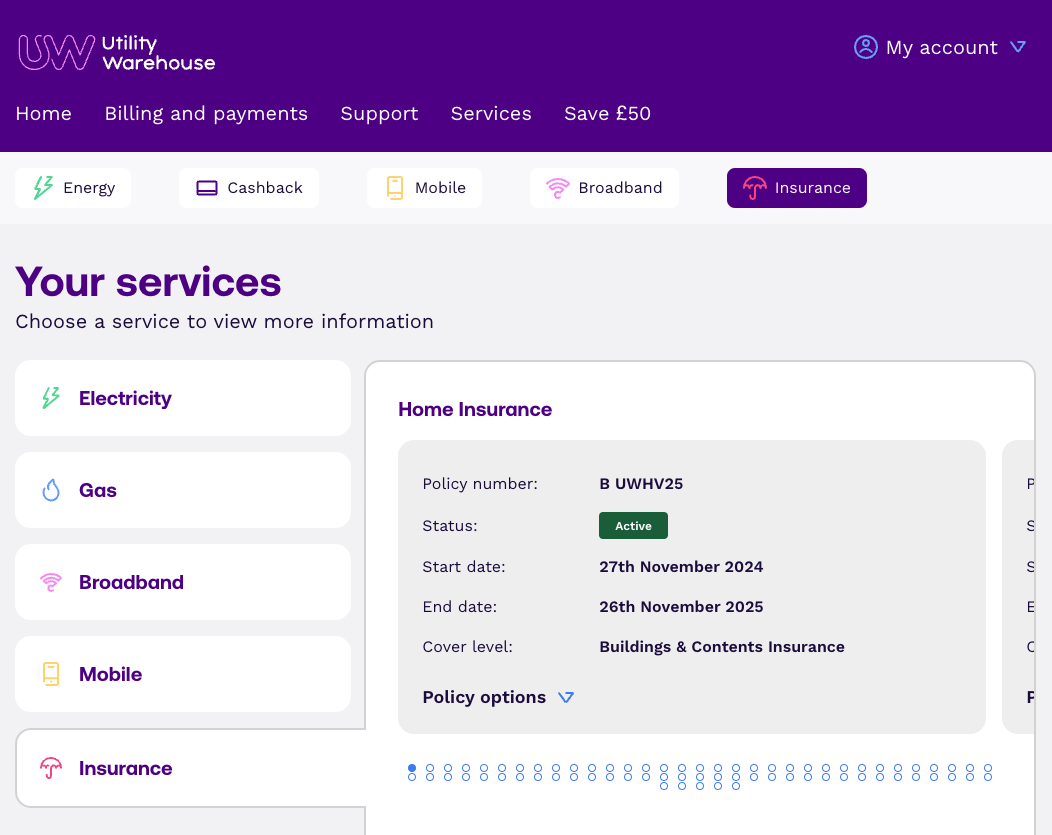 UW Utility
Warehouse
My account
Home Billing and payments Support Services Save £50
Energy Cashback Mobile Broadband Insurance
Your services
Choose a service to view more information
Electricity
Gas
Broadband
Mobile
Insurance
Home Insurance
Policy number: B UWHV25
Status: Active
Start date: 27th November 2024
End date: 26th November 2025
Cover level: Buildings & Contents Insurance
Policy options